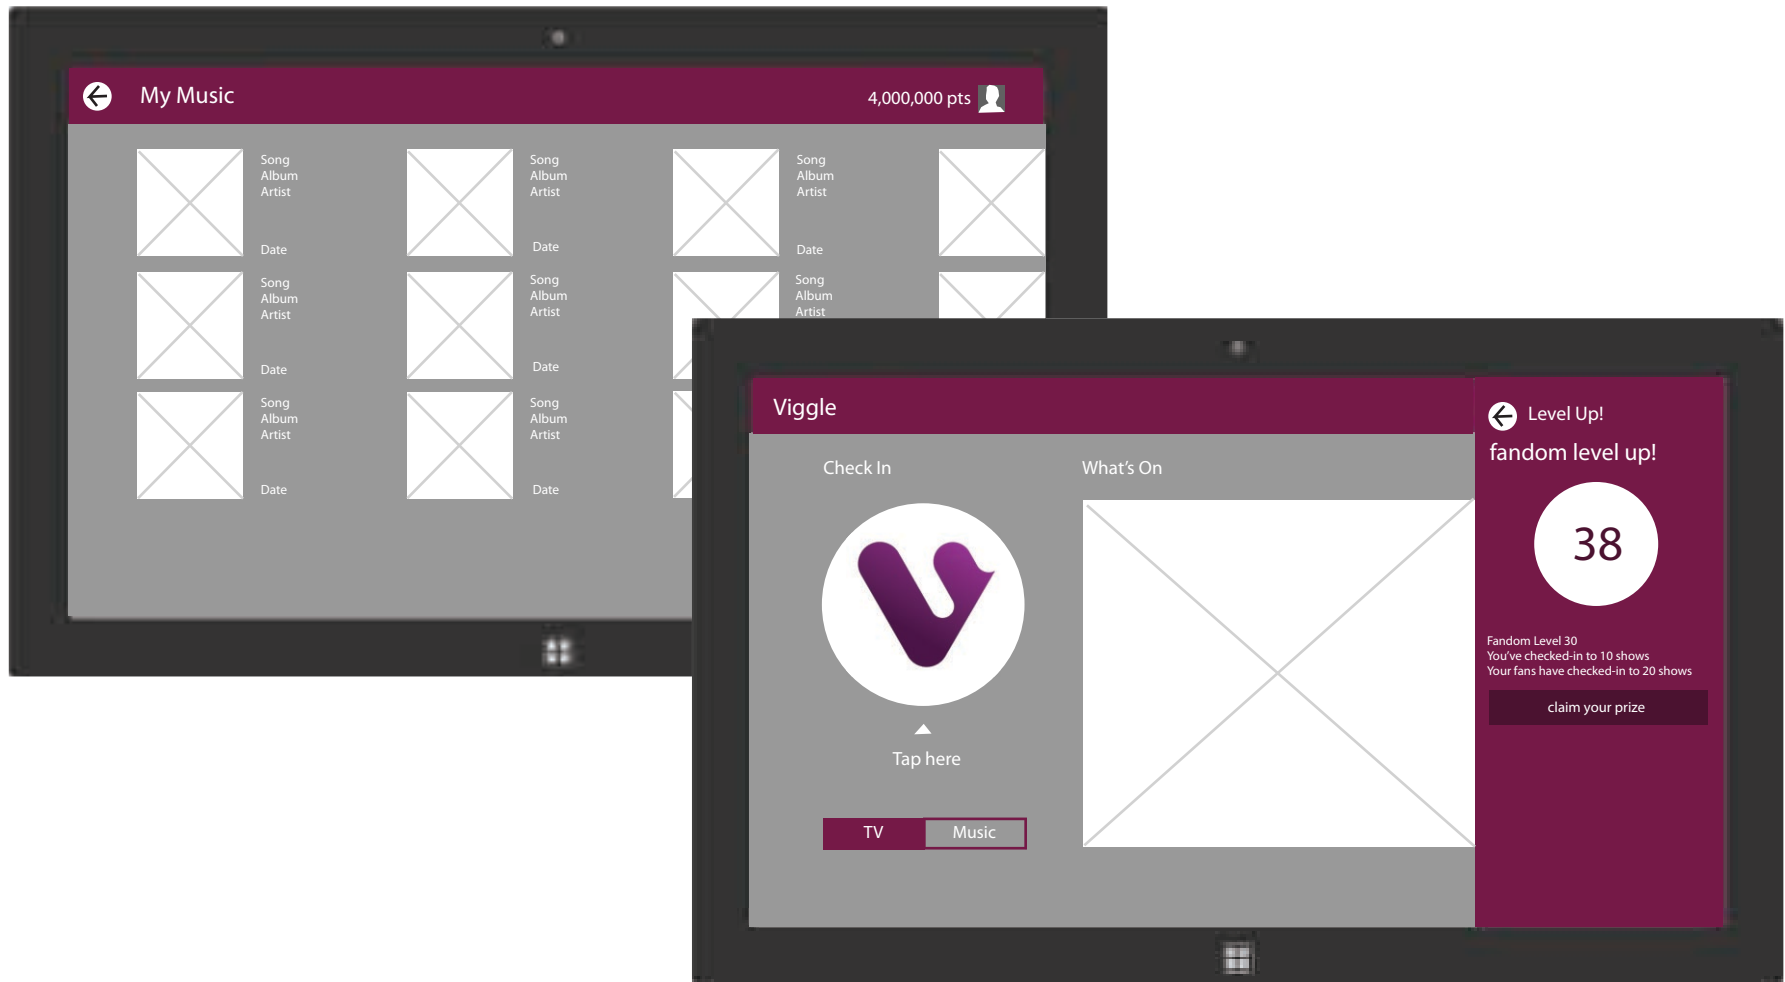 My Music
4,000,000 pts
Song
Album
Artist
Date
Song
Album
Artist
Date
Song
Album
Artist
Date
Song
Album
Artist
Date
Song
Album
Artist
Date
Song
Album
Artist
Song
Album
Artist
Date
Song
Album
Artist
Date
Viggle
Check In
What's On
Tap here
TV
Music
Level Up!
fandom level up!
38
Fandom Level 30
You've checked-in to 10 shows
Your fans have checked-in to 20 shows
claim your prize